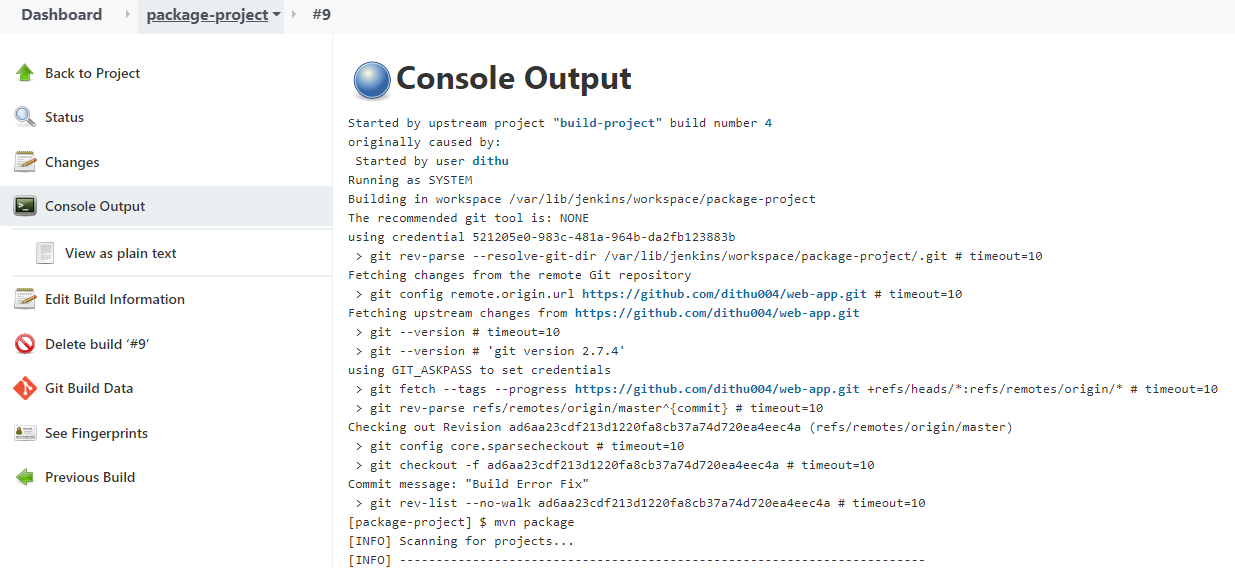 Dashboard package-project #9
Back to Project
Status
Changes
Console Output
View as plain text
Edit Build Information
Delete build ‘#9’
Git Build Data
See Fingerprints
Previous Build
Console Output
Started by upstream project "build-project" build number 4
originally caused by:
 Started by user dithu
Running as SYSTEM
Building in workspace /var/lib/jenkins/workspace/package-project
The recommended git tool is: NONE
using credential 521205e0-983c-481a-964b-da2fb123883b
 > git rev-parse --resolve-git-dir /var/lib/jenkins/workspace/package-project/.git # timeout=10
Fetching changes from the remote Git repository
 > git config remote.origin.url https://github.com/dithu004/web-app.git # timeout=10
Fetching upstream changes from https://github.com/dithu004/web-app.git
 > git --version # timeout=10
 > git --version # 'git version 2.7.4'
using GIT_ASKPASS to set credentials
 > git fetch --tags --progress https://github.com/dithu004/web-app.git +refs/heads/*:refs/remotes/origin/* # timeout=10
 > git rev-parse refs/remotes/origin/master^{commit} # timeout=10
Checking out Revision ad6aa23cdf213d1220fa8cb37a74d720ea4eec4a (refs/remotes/origin/master)
 > git config core.sparsecheckout # timeout=10
 > git checkout -f ad6aa23cdf213d1220fa8cb37a74d720ea4eec4a # timeout=10
Commit message: "Build Error Fix"
 > git rev-list --no-walk ad6aa23cdf213d1220fa8cb37a74d720ea4eec4a # timeout=10
[package-project] $ mvn package
[INFO] Scanning for projects...
[INFO] ------------------------------------------------------------------------